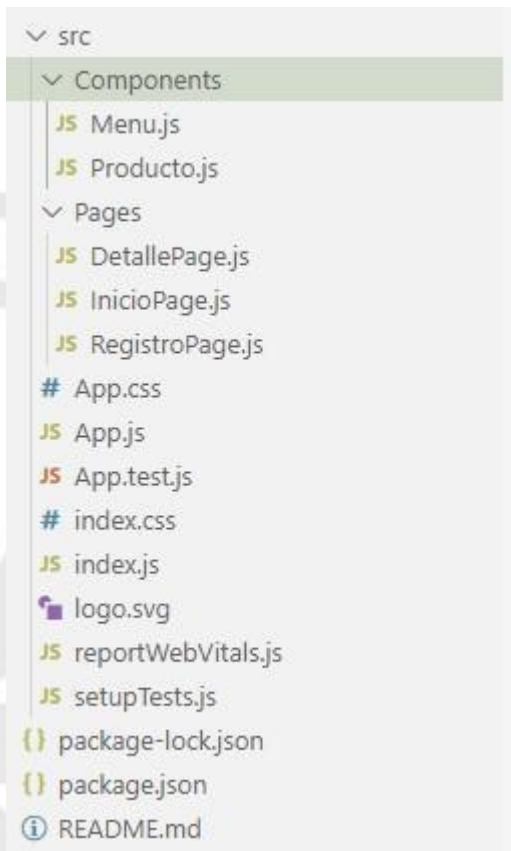 src
Components
JS Menu.js
JS Producto.js
Pages
JS DetallePage.js
JS InicioPage.js
JS RegistroPage.js
# App.css
JS App.js
JS App.test.js
# index.css
JS index.js
logo.svg
JS reportWebVitals.js
JS setupTests.js
{} package-lock.json
{} package.json
README.md